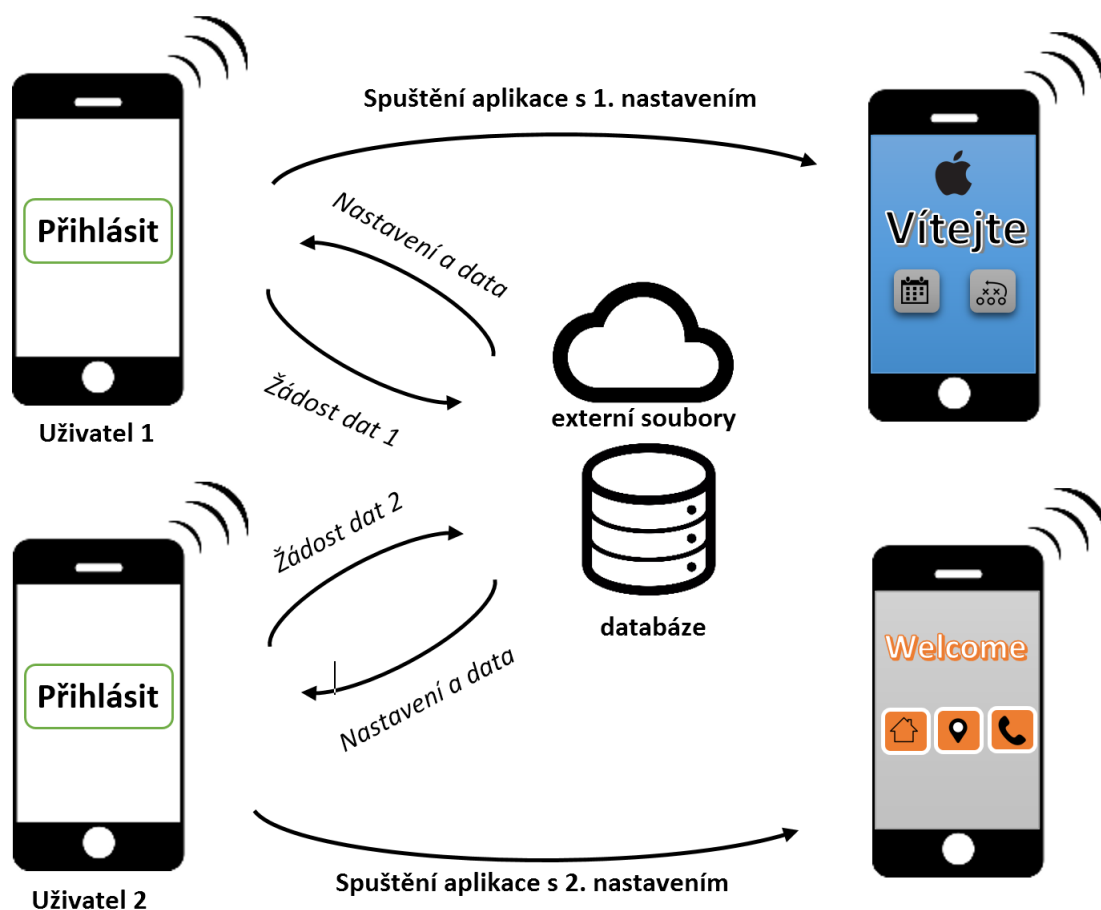 Spuštění aplikace s 1. nastavením
Přihlásit
Nastavení a data
Vítejte
Žádost dat 1
externí soubory
Uživatel 1
Žádost dat 2
databáze
Přihlásit
Nastavení a data
Welcome
Spuštění aplikace s 2. nastavením
Uživatel 2